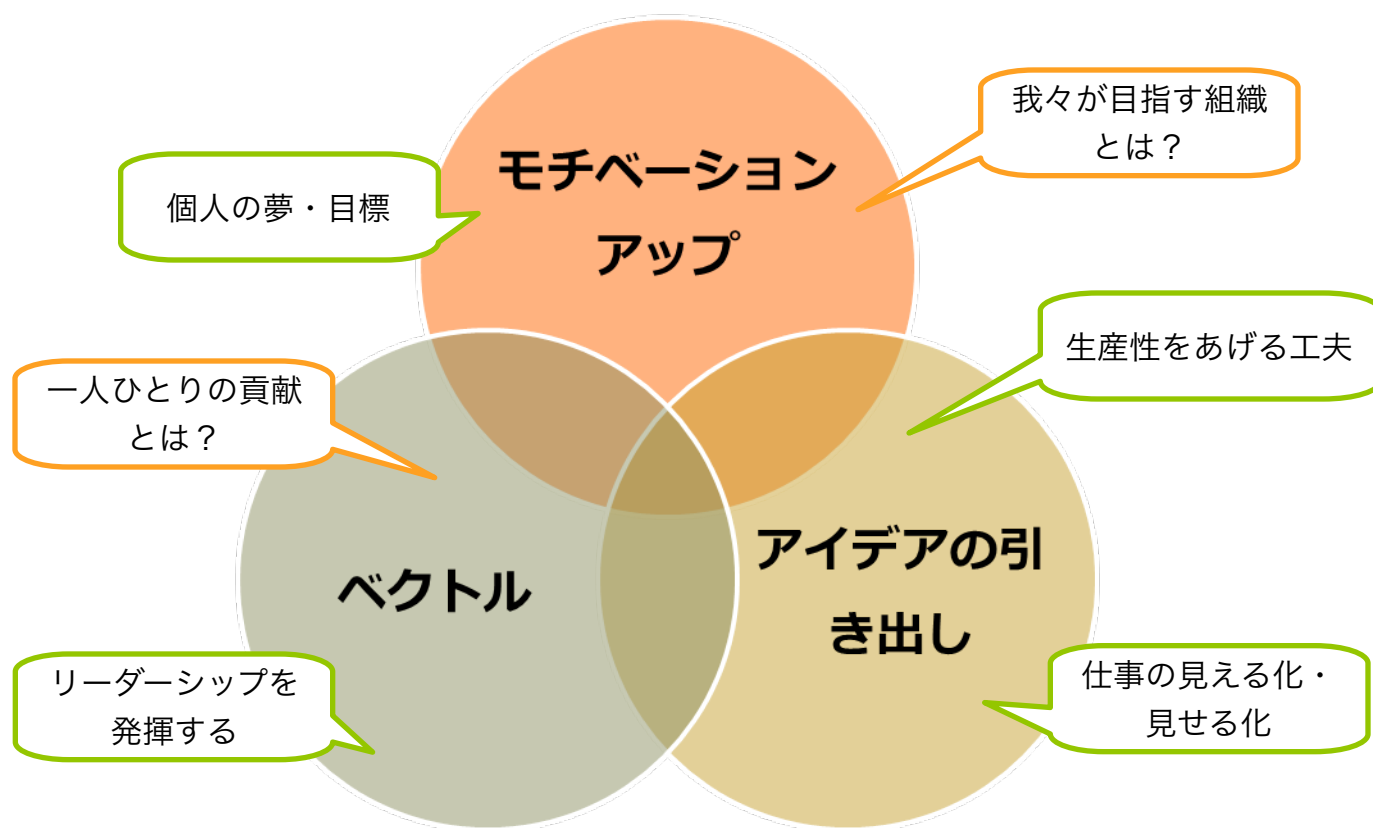 我々が目指す組織
とは？
モチベーション
アップ
個人の夢・目標
生産性をあげる工夫
一人ひとりの貢献
とは？
アイデアの引
き出し
ベクトル
リーダーシップを
発揮する
仕事の見える化・
見せる化